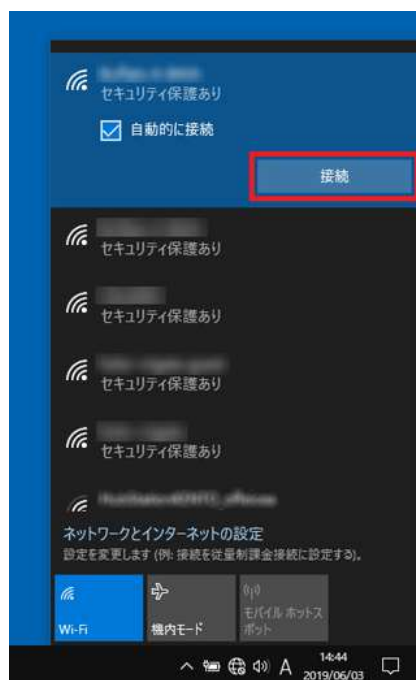 セキュリティ保護あり
自動的に接続
接続
セキュリティ保護あり
セキュリティ保護あり
セキュリティ保護あり
セキュリティ保護あり
ネットワークとインターネットの設定
設定を変更します (例: 接続を従量制課金接続に設定する)。
Wi-Fi
機内モード
モバイル ホットス
ポット
A
14:44
2019/06/03